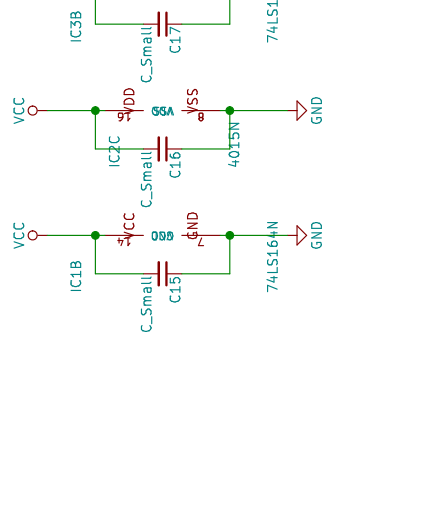 IC3B
C_Small
C17
74LS1
VCC
VDD
16
VSS
8
GND
IC2C
C_Small
C16
4015N
VCC
VCC
14
GND
7
GND
IC1B
C_Small
C15
74LS164N